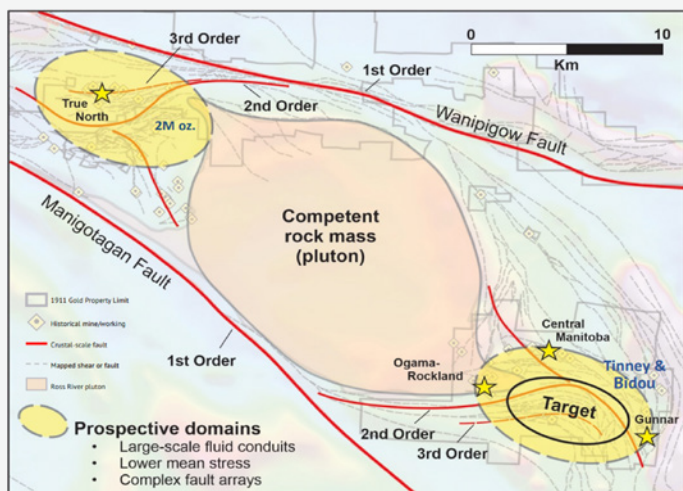 0
10
Km
3rd Order
1st Order
2nd Order
True
North
2M oz.
Wanipigow Fault
Manigotagan Fault
Competent
rock mass
(pluton)
1911 Gold Property Limit
Historical mine/working
Crustal-scale fault
Mapped shear or fault
Ross River pluton
1st Order
Central
Manitoba
Ogama-
Rockland
Tinney &
Bidou
Target
Gunnar
2nd Order
3rd Order
Prospective domains
• Large-scale fluid conduits
• Lower mean stress
• Complex fault arrays